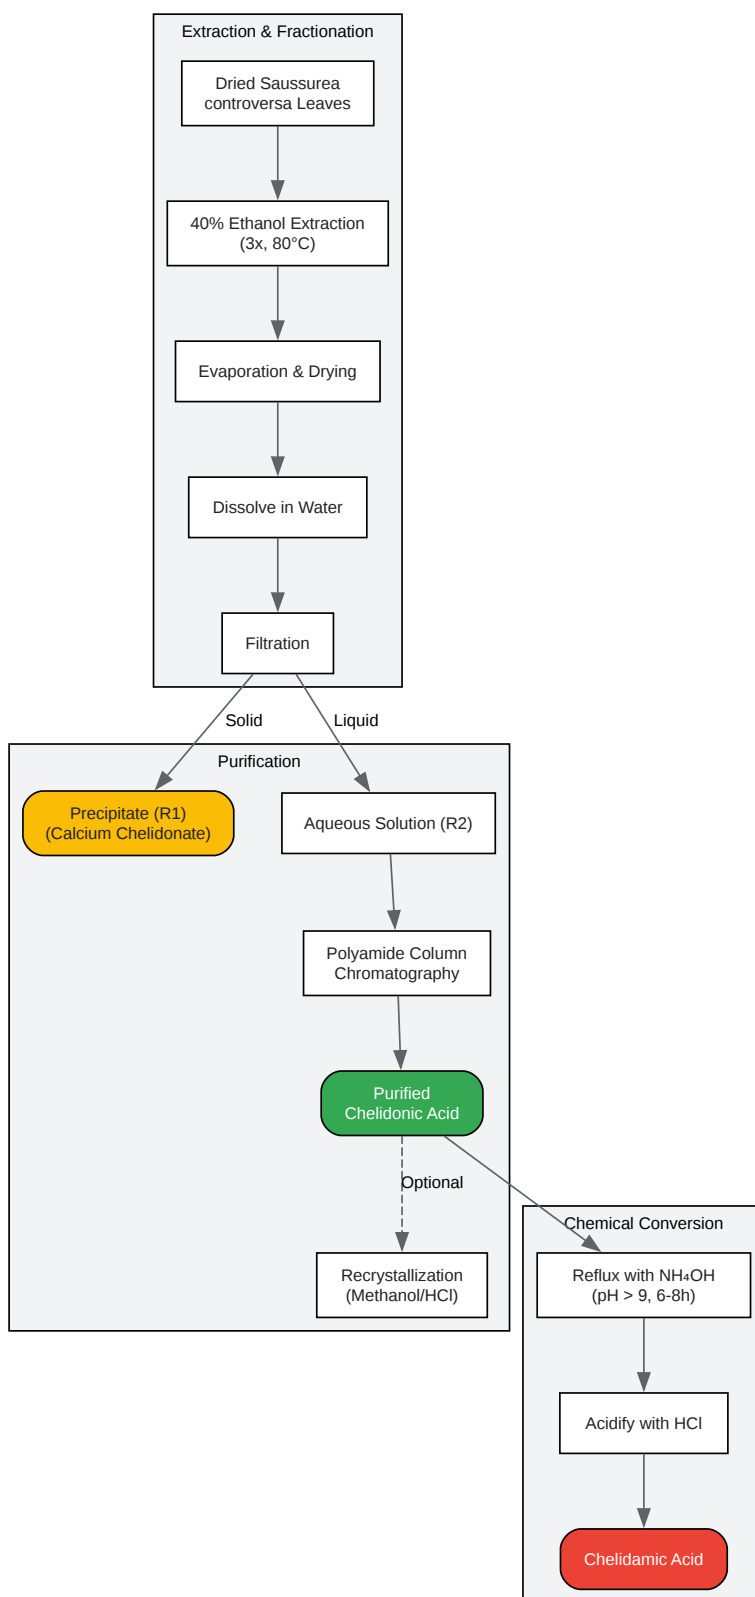 Extraction & Fractionation
Dried Saussurea
controversa Leaves
40% Ethanol Extraction
(3x, 80°C)
Evaporation & Drying
Dissolve in Water
Filtration
Solid
Liquid
Purification
Precipitate (R1)
(Calcium Chelidonate)
Aqueous Solution (R2)
Polyamide Column
Chromatography
Purified
Chelidonic Acid
Optional
Recrystallization
(Methanol/HCl)
Chemical Conversion
Reflux with NH₄OH
(pH > 9, 6-8h)
Acidify with HCl
Chelidamic Acid